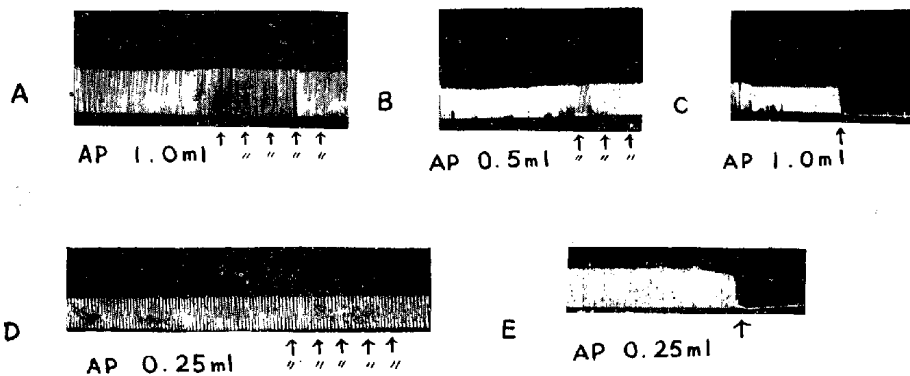 A
B
C
AP 1.0ml
〃 〃 〃 〃
AP 0.5ml
〃 〃 〃
AP 1.0ml
D
E
AP 0.25ml
〃 〃 〃 〃 〃
AP 0.25ml